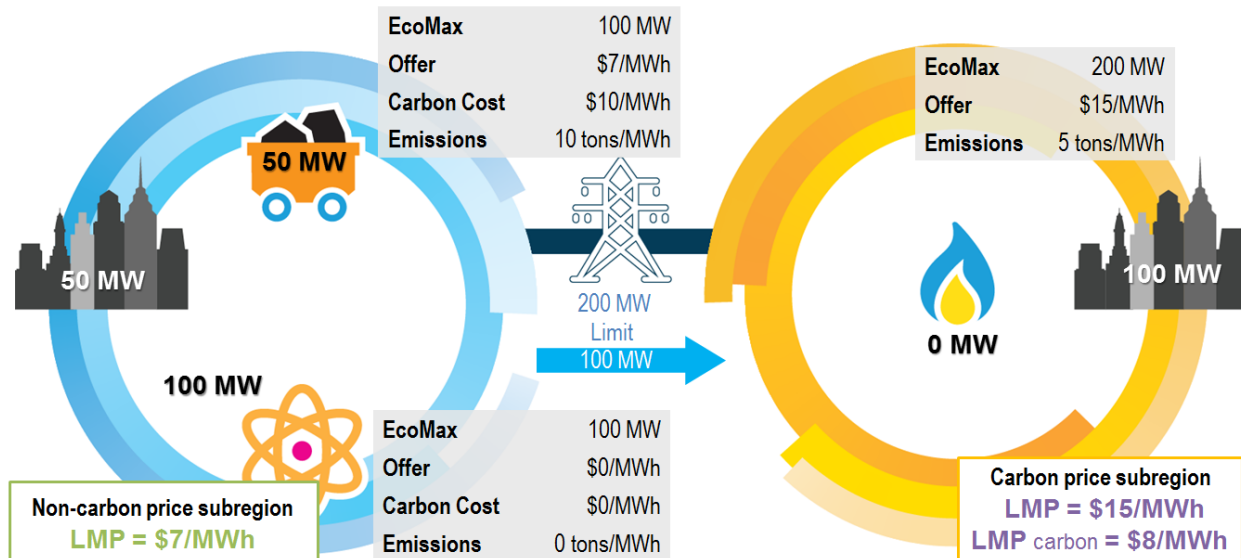 EcoMax 100 MW
Offer $7/MWh
Carbon Cost $10/MWh
Emissions 10 tons/MWh
EcoMax 200 MW
Offer $15/MWh
Emissions 5 tons/MWh
50 MW
50 MW
200 MW
Limit
100 MW
100 MW
0 MW
100 MW
EcoMax 100 MW
Offer $0/MWh
Carbon Cost $0/MWh
Emissions 0 tons/MWh
Non-carbon price subregion
LMP = $7/MWh
Carbon price subregion
LMP = $15/MWh
LMP carbon = $8/MWh